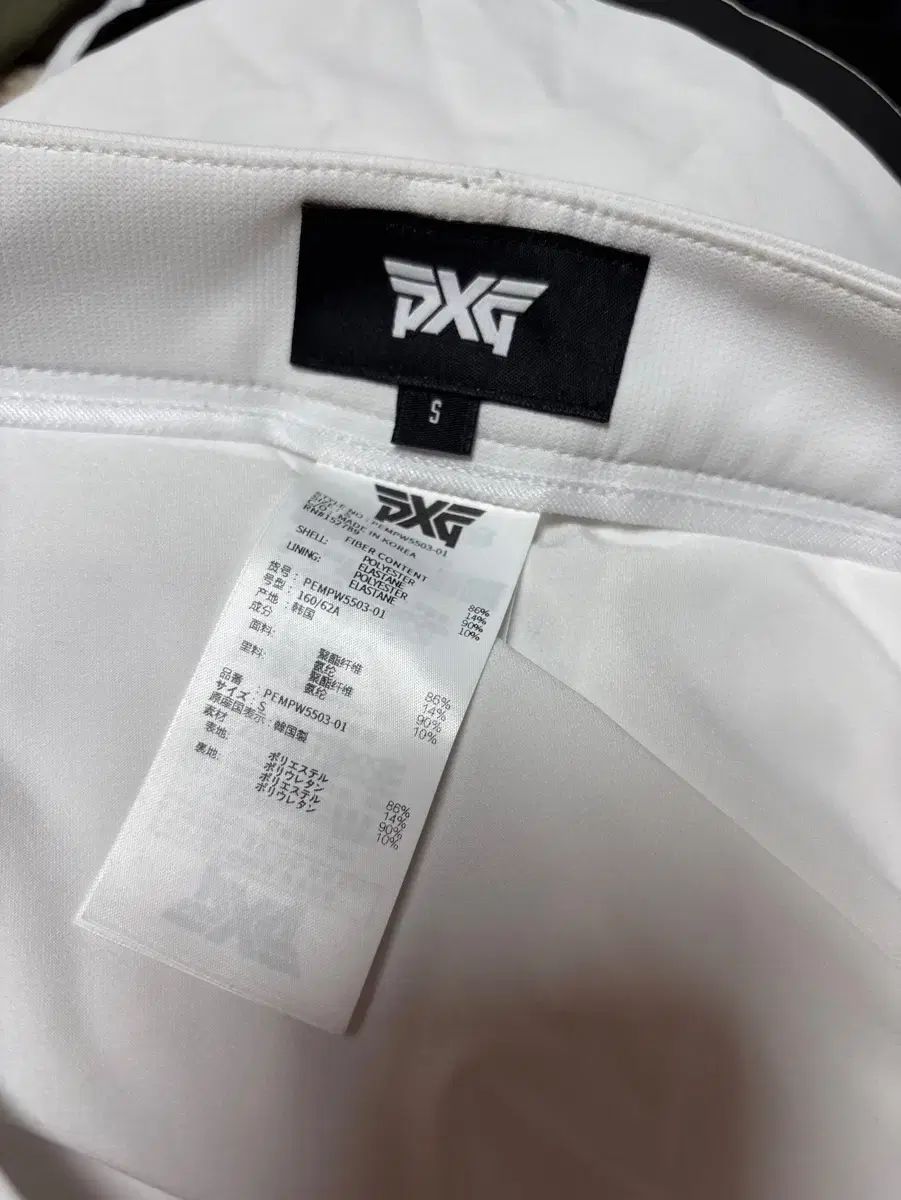 PXG
S
PXG
STYLE NO : PEMPW5503-01
SIZE : S
C/O : MADE IN KOREA
RN#152789
FIBER CONTENT
SHELL: POLYESTER 86%
ELASTANE 14%
LINING: POLYESTER 90%
ELASTANE 10%
货号 : PEMPW5503-01
号型 : 160/62A
产地 : 韩国
成分
面料: 聚酯纤维 86%
氨纶 14%
里料: 聚酯纤维 90%
氨纶 10%
品番 : PEMPW5503-01
サイズ : S
原産国表示 : 韓国製
素材
表地: ポリエステル 86%
ポリウレタン 14%
裏地: ポリエステル 90%
ポリウレタン 10%